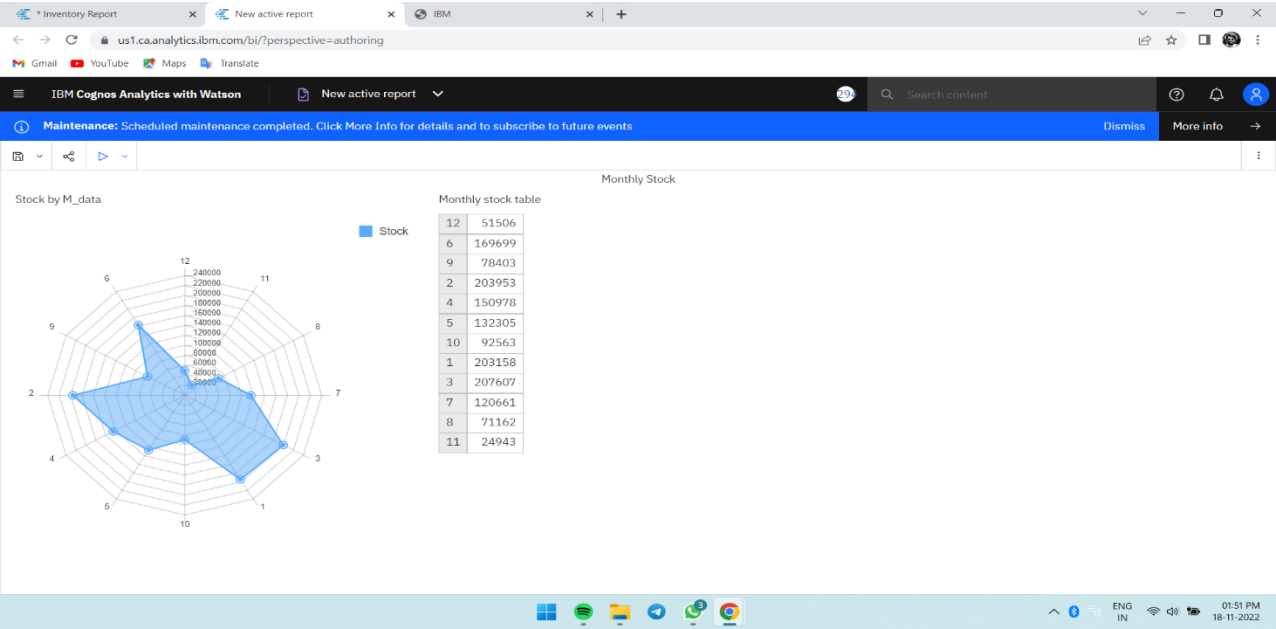 * Inventory Report
New active report
IBM
us1.ca.analytics.ibm.com/bi/?perspective=authoring
Gmail YouTube Maps Translate
IBM Cognos Analytics with Watson New active report 294 Search content
Maintenance: Scheduled maintenance completed. Click More Info for details and to subscribe to future events Dismiss More info
Monthly Stock
Stock by M_data
Stock
12
11
8
7
3
1
10
5
4
2
9
6
240000
220000
200000
180000
160000
140000
120000
100000
80000
60000
40000
20000
Monthly stock table
12 51506
6 169699
9 78403
2 203953
4 150978
5 132305
10 92563
1 203158
3 207607
7 120661
8 71162
11 24943
3
ENG
IN
01:51 PM
18-11-2022